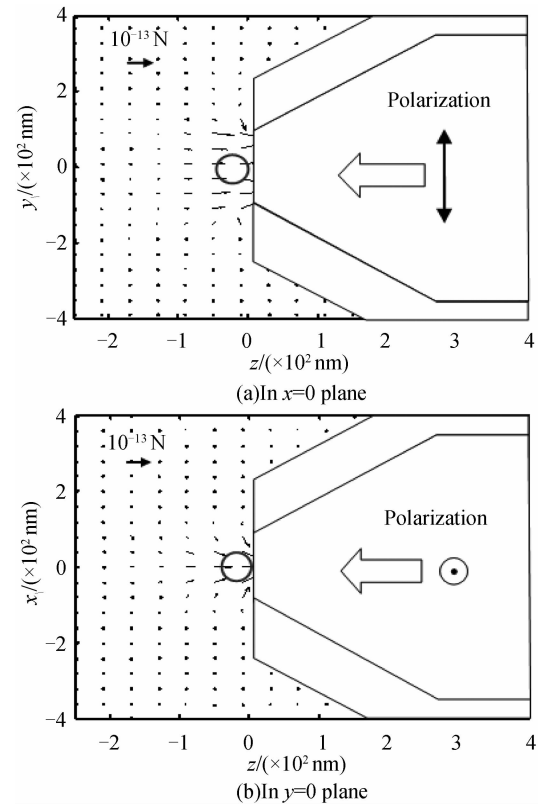 4
10⁻¹³ N
2
Polarization
0
−2
−4
y/(×10² nm)
−2 −1 0 1 2 3 4
z/(×10² nm)
(a)In x=0 plane
4
10⁻¹³ N
2
Polarization
0
−2
−4
x/(×10² nm)
−2 −1 0 1 2 3 4
z/(×10² nm)
(b)In y=0 plane